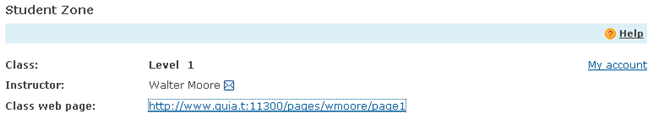 Student Zone
? Help
Class: Level 1 My account
Instructor: Walter Moore
Class web page: http://www.quia.t:11300/pages/wmoore/page1